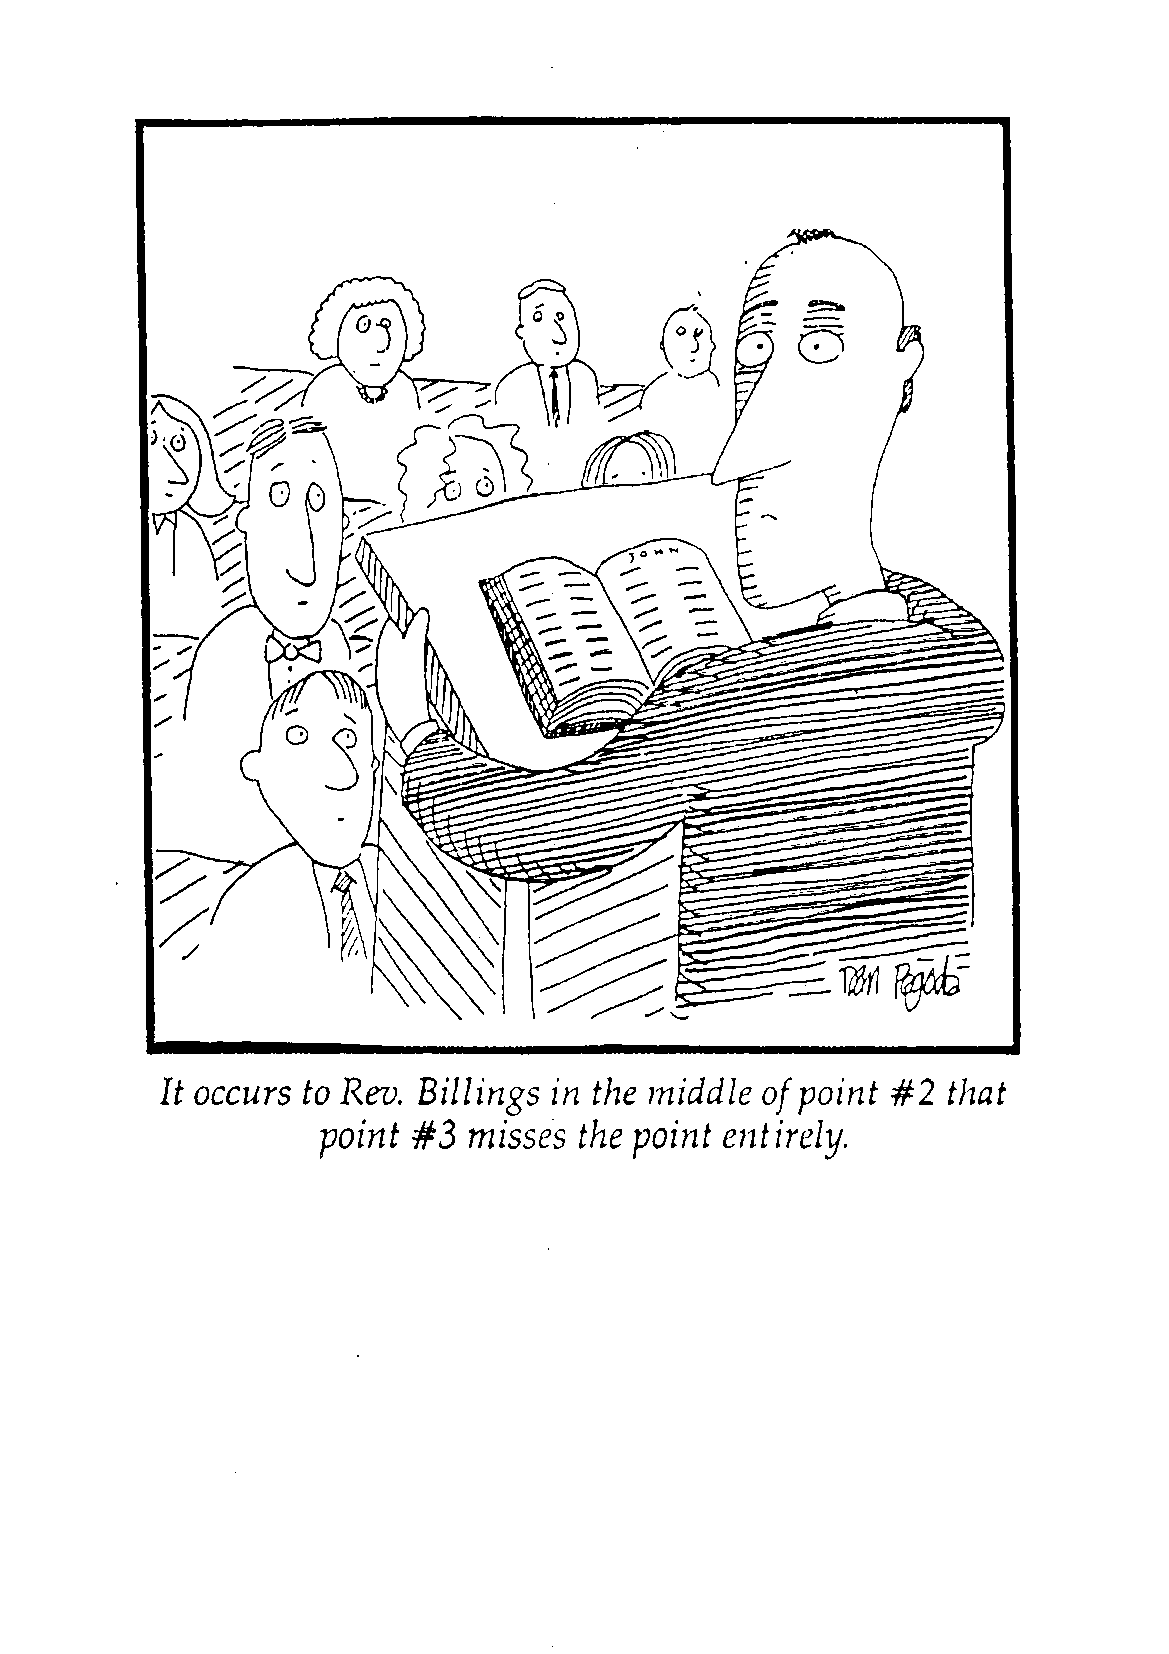 JOHN
Dan Pegoda
It occurs to Rev. Billings in the middle of point #2 that
point #3 misses the point entirely.